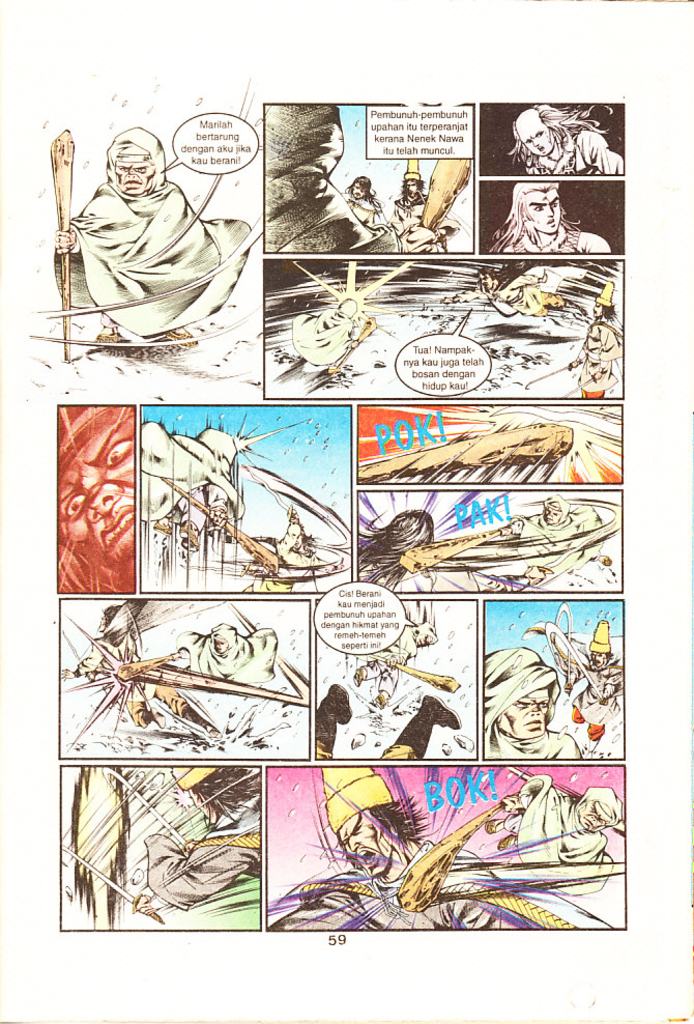 Marilah
bertarung
dengan aku jika
kau berani!
Pembunuh-pembunuh
upahan itu terperanjat
kerana Nenek Nawa
itu telah muncul.
Tua! Nampak-
nya kau juga telah
bosan dengan
hidup kau!
POK!
PAK!
Cis! Berani
kau menjadi
pembunuh upahan
dengan hikmat yang
remeh-temeh
seperti ini!
BOK!
59